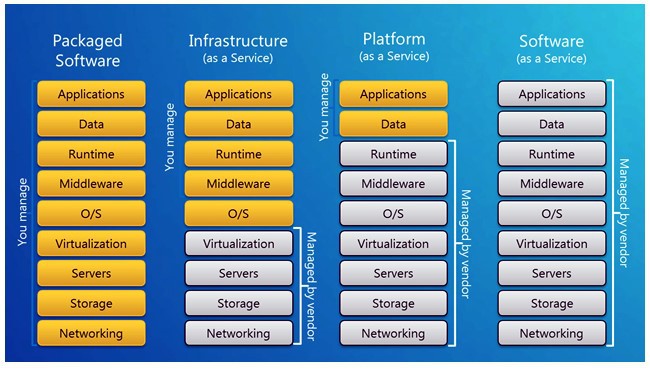 Packaged
Software
You manage
Applications
Data
Runtime
Middleware
O/S
Virtualization
Servers
Storage
Networking
Infrastructure
(as a Service)
You manage
Applications
Data
Runtime
Middleware
O/S
Virtualization
Servers
Storage
Networking
Managed by vendor
Platform
(as a Service)
You manage
Applications
Data
Runtime
Middleware
O/S
Virtualization
Servers
Storage
Networking
Managed by vendor
Software
(as a Service)
Applications
Data
Runtime
Middleware
O/S
Virtualization
Servers
Storage
Networking
Managed by vendor